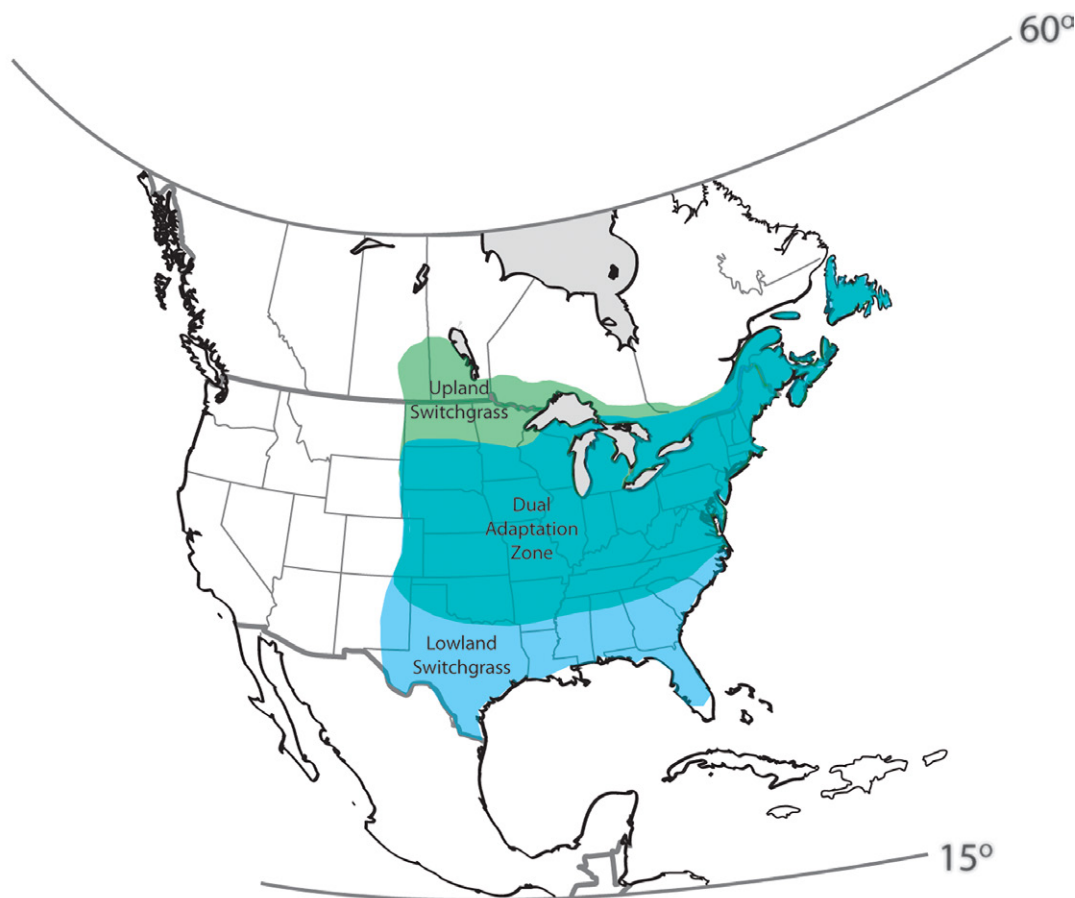 60º
Upland
Switchgrass
Dual
Adaptation
Zone
Lowland
Switchgrass
15º